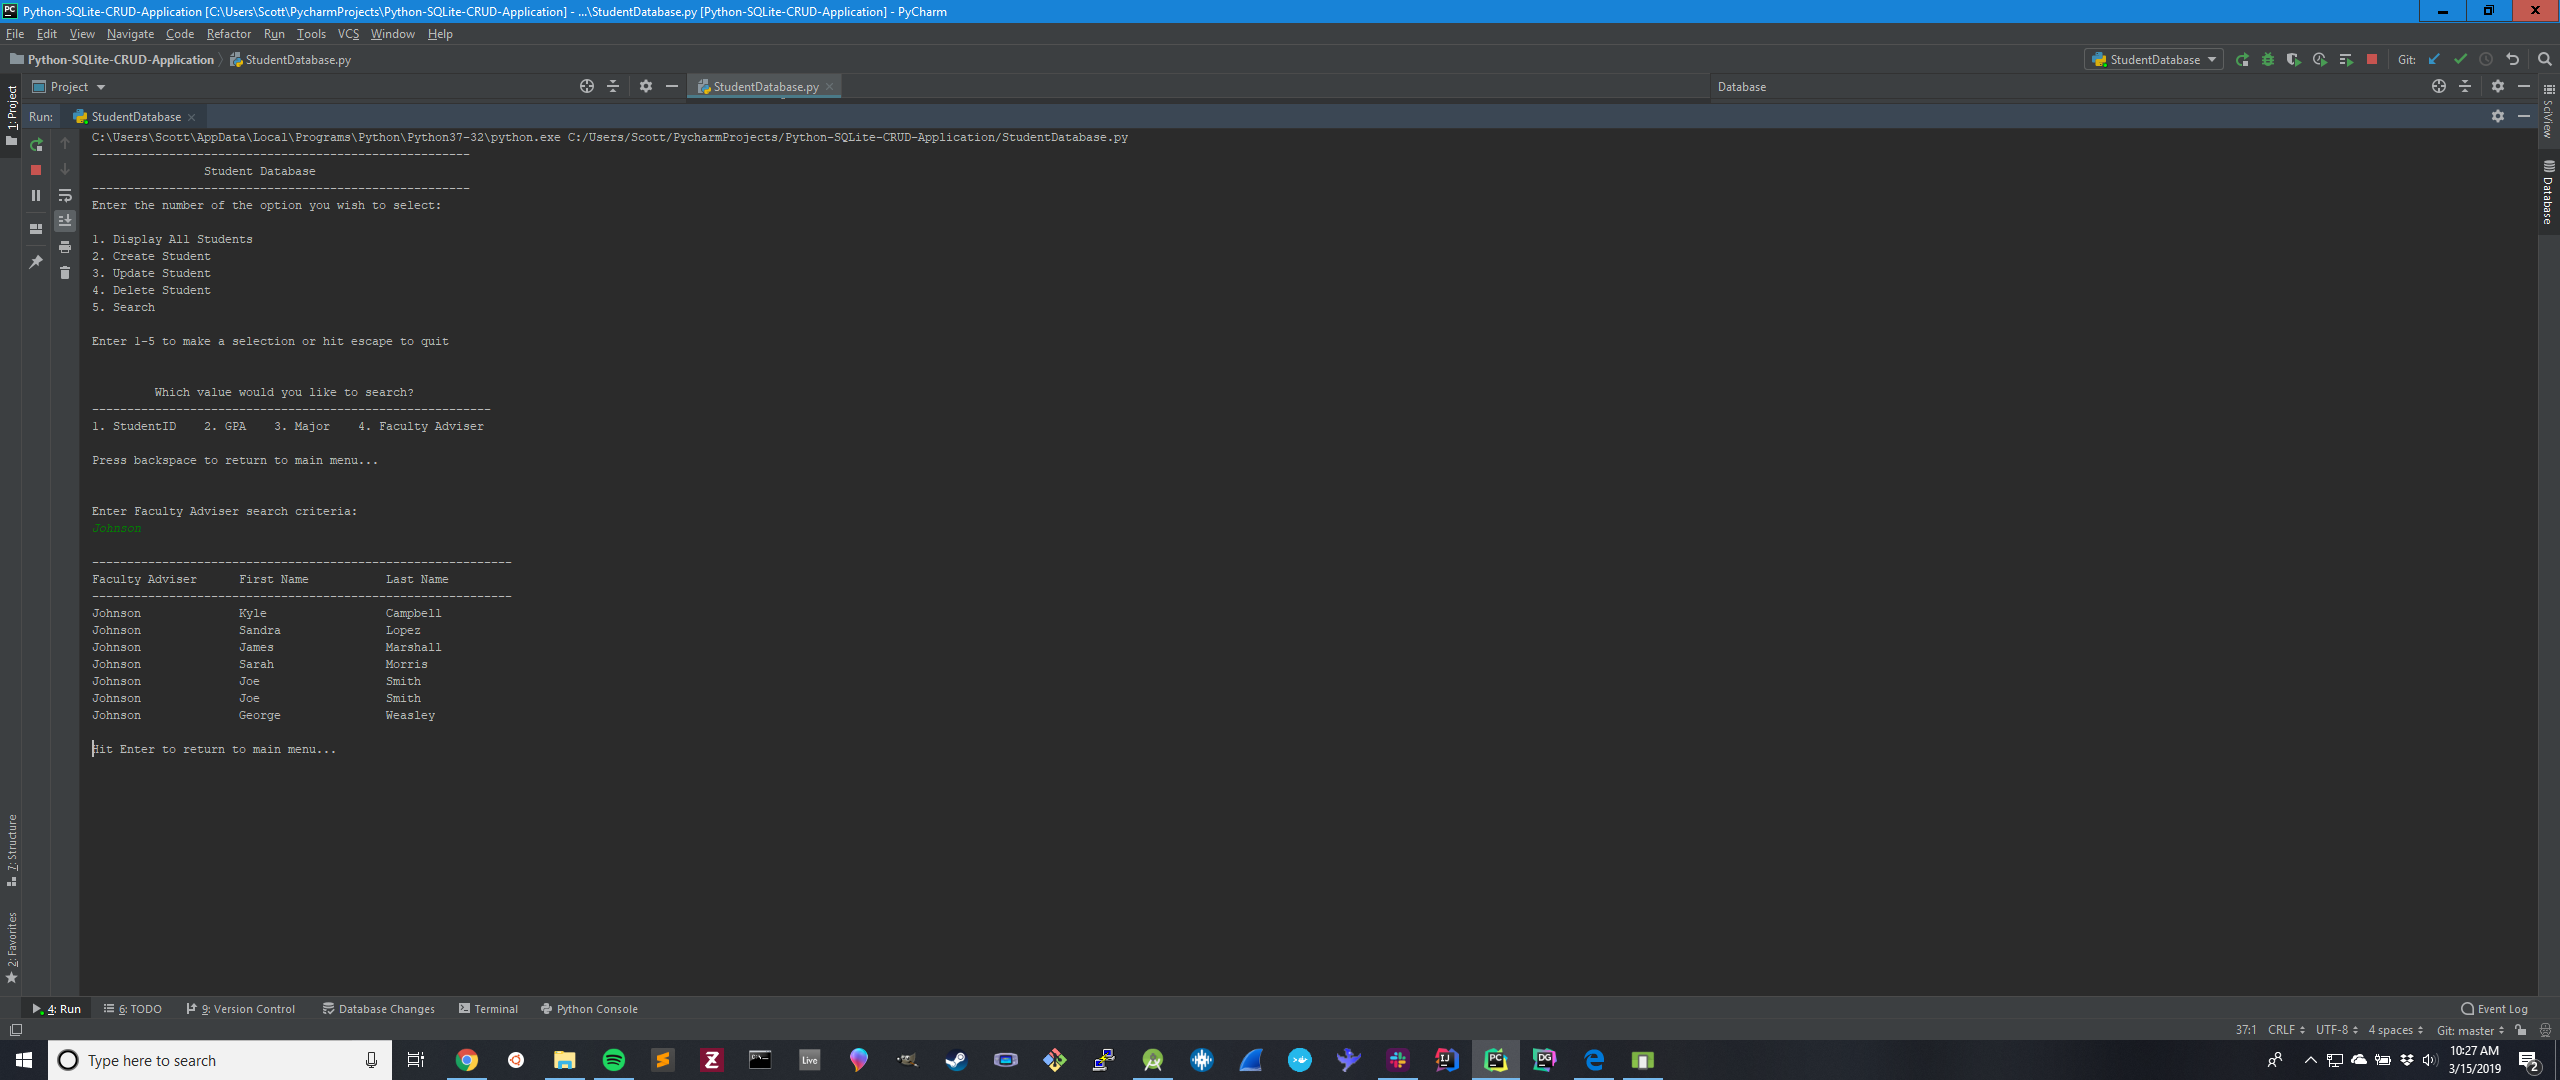 Python-SQLite-CRUD-Application [C:\Users\Scott\PycharmProjects\Python-SQLite-CRUD-Application] - ...\StudentDatabase.py [Python-SQLite-CRUD-Application] - PyCharm
File Edit View Navigate Code Refactor Run Tools VCS Window Help
Python-SQLite-CRUD-Application StudentDatabase.py StudentDatabase Git:
Project StudentDatabase.py Database
Run: StudentDatabase
1: Project
SciView
Database
7: Structure
2: Favorites
C:\Users\Scott\AppData\Local\Programs\Python\Python37-32\python.exe C:/Users/Scott/PycharmProjects/Python-SQLite-CRUD-Application/StudentDatabase.py
------------------------------------------------------
Student Database
------------------------------------------------------
Enter the number of the option you wish to select:
1. Display All Students
2. Create Student
3. Update Student
4. Delete Student
5. Search
Enter 1-5 to make a selection or hit escape to quit
Which value would you like to search?
---------------------------------------------------------
1. StudentID 2. GPA 3. Major 4. Faculty Adviser
Press backspace to return to main menu...
Enter Faculty Adviser search criteria:
Johnson
------------------------------------------------------------
Faculty Adviser First Name Last Name
------------------------------------------------------------
Johnson Kyle Campbell
Johnson Sandra Lopez
Johnson James Marshall
Johnson Sarah Morris
Johnson Joe Smith
Johnson Joe Smith
Johnson George Weasley
Hit Enter to return to main menu...
4: Run 6: TODO 9: Version Control Database Changes Terminal Python Console Event Log
37:1 CRLF UTF-8 4 spaces Git: master
Type here to search
Live
PC
DG
IJ
10:27 AM
3/15/2019
2